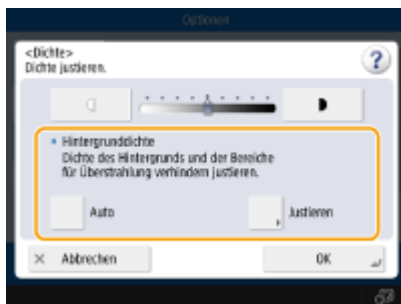 Optionen
<Dichte>
Dichte justieren.
?
Hintergrunddichte
Dichte des Hintergrunds und der Bereiche
für Überstrahlung verhindern justieren.
Auto
Justieren
× Abbrechen
OK